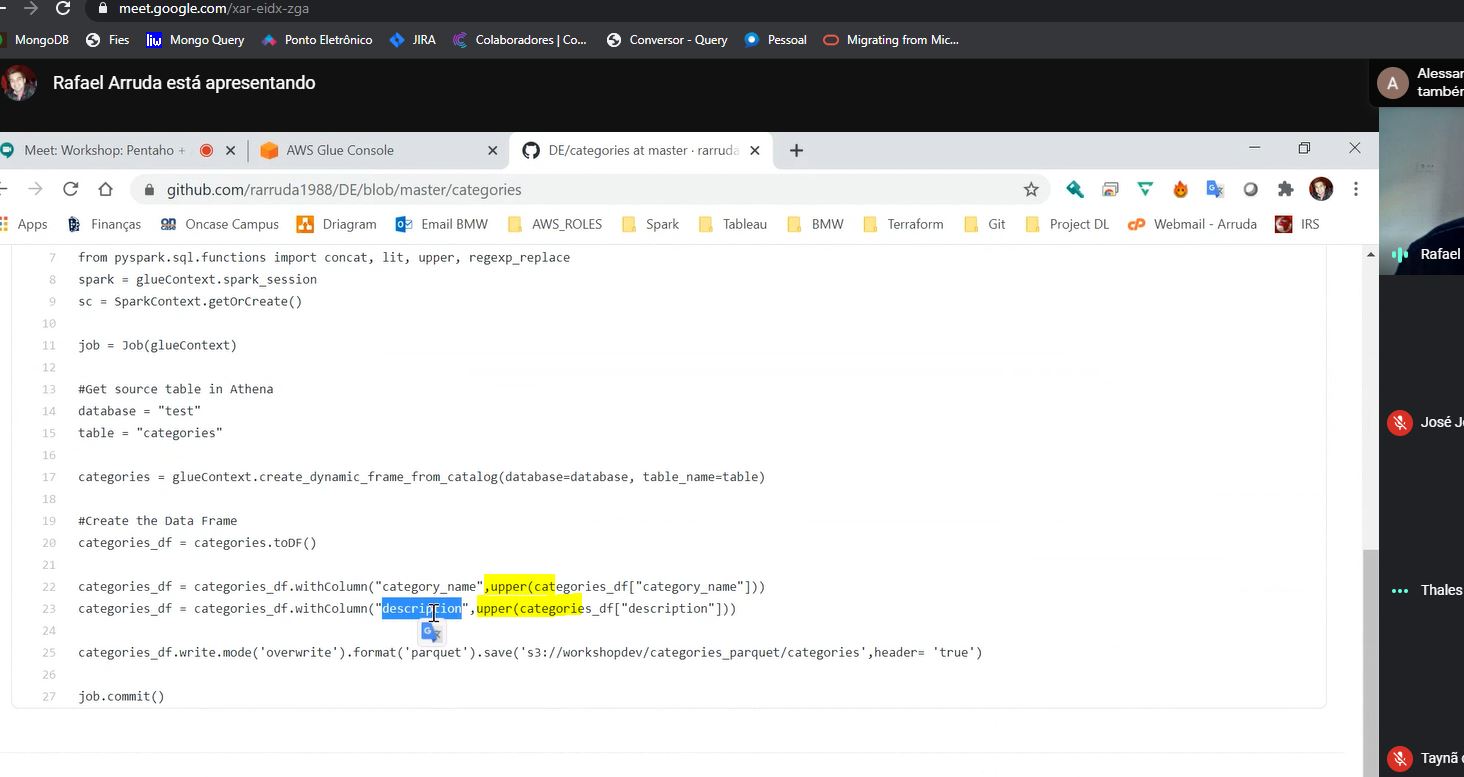 meet.google.com/xar-eidx-zga
MongoDB Fies Mongo Query Ponto Eletrônico JIRA Colaboradores | Co... Conversor - Query Pessoal Migrating from Mic...
Rafael Arruda está apresentando
A
Alessan
també
Meet: Workshop: Pentaho + AWS Glue Console DE/categories at master · rarruda
github.com/rarruda1988/DE/blob/master/categories
Apps Finanças Oncase Campus Driagram Email BMW AWS_ROLES Spark Tableau BMW Terraform Git Project DL Webmail - Arruda IRS
7 from pyspark.sql.functions import concat, lit, upper, regexp_replace
8 spark = glueContext.spark_session
9 sc = SparkContext.getOrCreate()
10
11 job = Job(glueContext)
12
13 #Get source table in Athena
14 database = "test"
15 table = "categories"
16
17 categories = glueContext.create_dynamic_frame_from_catalog(database=database, table_name=table)
18
19 #Create the Data Frame
20 categories_df = categories.toDF()
21
22 categories_df = categories_df.withColumn("category_name",upper(categories_df["category_name"]))
23 categories_df = categories_df.withColumn("description",upper(categories_df["description"]))
24
25 categories_df.write.mode('overwrite').format('parquet').save('s3://workshopdev/categories_parquet/categories',header= 'true')
26
27 job.commit()
Rafael
José J
Thales
Taynã